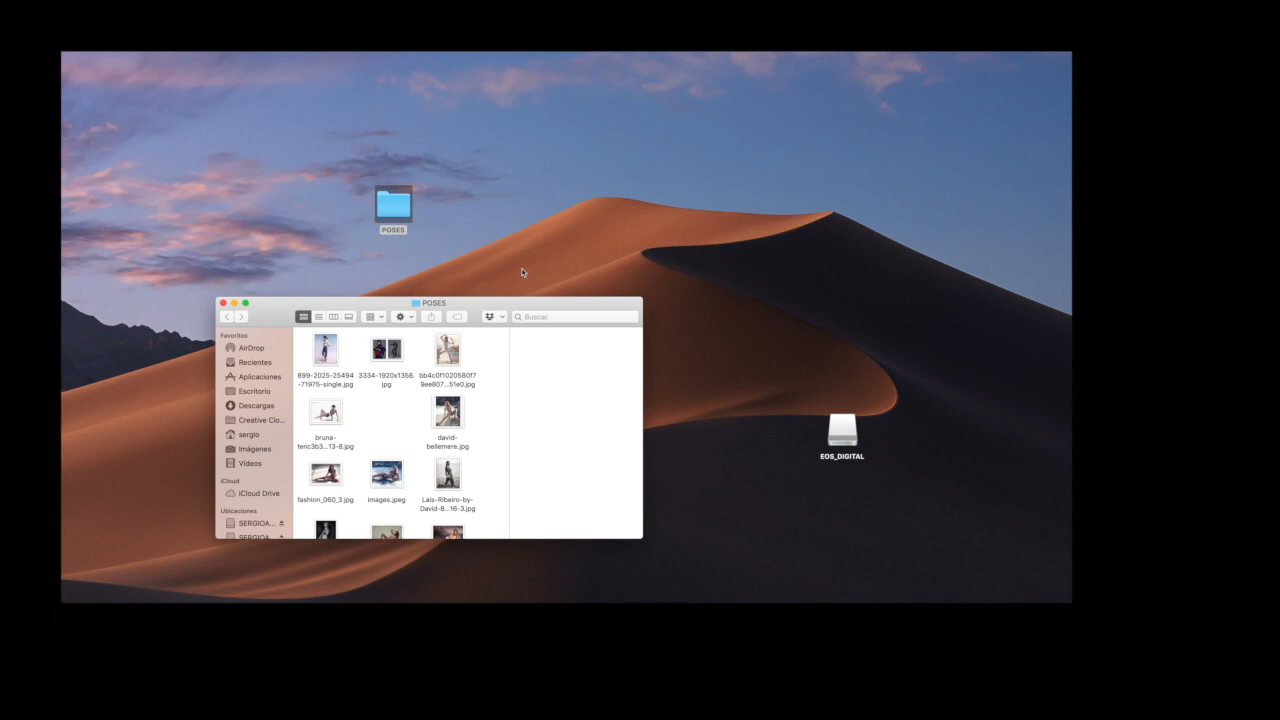 POSES
POSES
Buscar
Favoritos
AirDrop
Recientes
Aplicaciones
Escritorio
Descargas
Creative Clo...
sergio
Imágenes
Vídeos
iCloud
iCloud Drive
Ubicaciones
SERGIOA...
SERGIOA...
899-2025-25494
-71975-single.jpg
3334-1920x1358.
jpg
bb4c0f1020580f7
9ee807...51e0.jpg
bruna-
tenc3b3...13-8.jpg
david-
bellemere.jpg
fashion_060_3.jpg
images.jpeg
Lais-Ribeiro-by-
David-B...16-3.jpg
EOS_DIGITAL